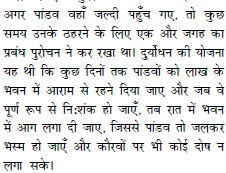 अगर पांडव वहाँ जल्दी पहुँच गए, तो कुछ
समय उनके ठहरने के लिए एक और जगह का
प्रबंध पुरोचन ने कर रखा था। दुर्योधन की योजना
यह थी कि कुछ दिनों तक पांडवों को लाख के
भवन में आराम से रहने दिया जाए और जब वे
पूर्ण रूप से नि:शंक हो जाएँ, तब रात में भवन
में आग लगा दी जाए, जिससे पांडव तो जलकर
भस्म हो जाएँ और कौरवों पर भी कोई दोष न
लगा सके।